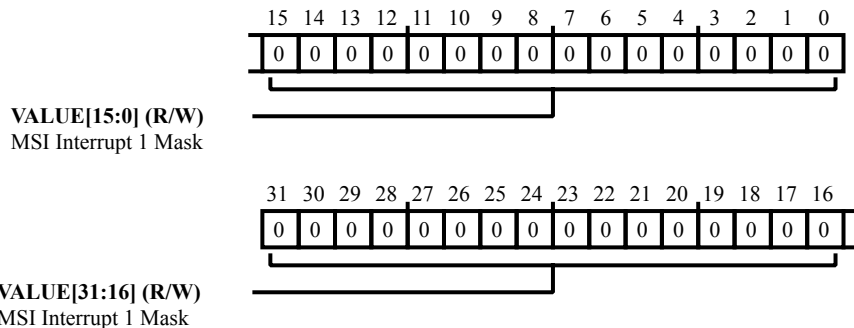 15 14 13 12 11 10 9 8 7 6 5 4 3 2 1 0
0 0 0 0 0 0 0 0 0 0 0 0 0 0 0 0
VALUE[15:0] (R/W)
MSI Interrupt 1 Mask
31 30 29 28 27 26 25 24 23 22 21 20 19 18 17 16
0 0 0 0 0 0 0 0 0 0 0 0 0 0 0 0
VALUE[31:16] (R/W)
MSI Interrupt 1 Mask